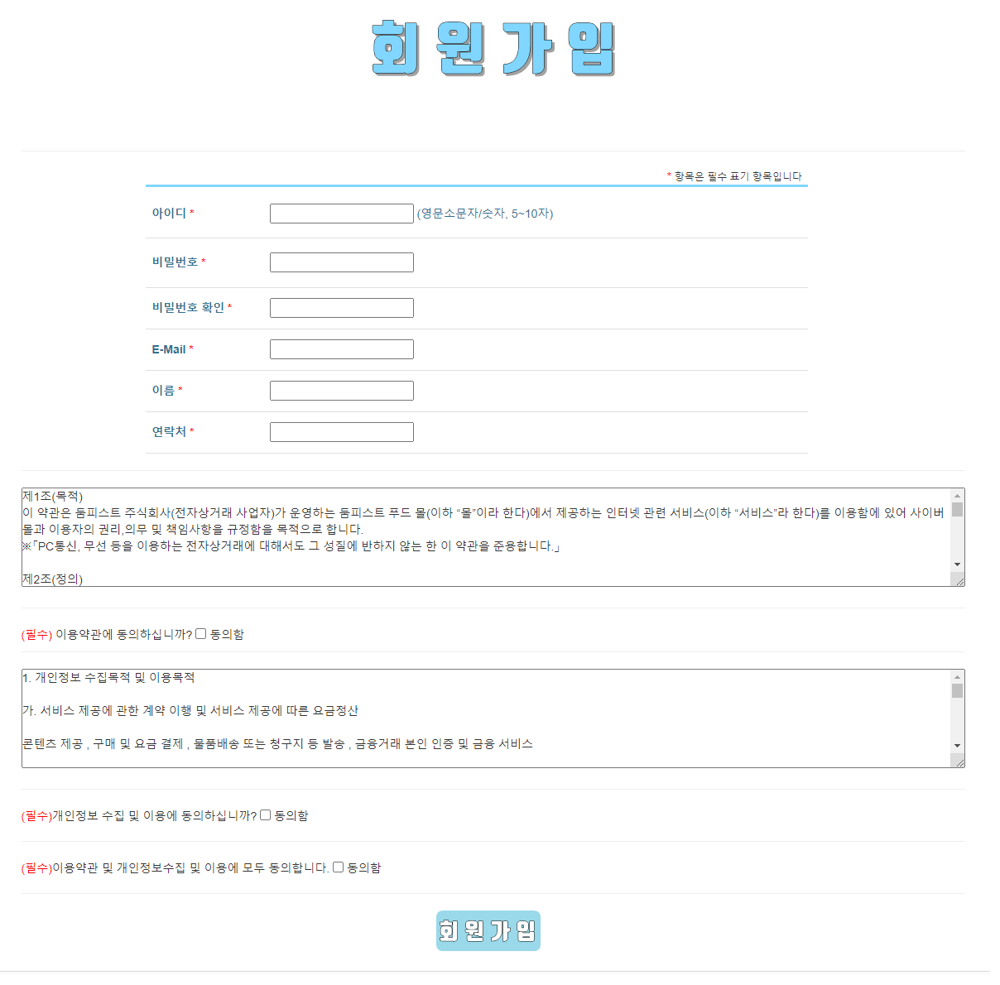 회원가입
* 항목은 필수 표기 항목입니다
아이디 * (영문소문자/숫자, 5~10자)
비밀번호 *
비밀번호 확인 *
E-Mail *
이름 *
연락처 *
제1조(목적)
이 약관은 둠피스트 주식회사(전자상거래 사업자)가 운영하는 둠피스트 푸드 몰(이하 “몰”이라 한다)에서 제공하는 인터넷 관련 서비스(이하 “서비스”라 한다)를 이용함에 있어 사이버
몰과 이용자의 권리,의무 및 책임사항을 규정함을 목적으로 합니다.
※「PC통신, 무선 등을 이용하는 전자상거래에 대해서도 그 성질에 반하지 않는 한 이 약관을 준용합니다.」
제2조(정의)
(필수) 이용약관에 동의하십니까? 동의함
1. 개인정보 수집목적 및 이용목적
가. 서비스 제공에 관한 계약 이행 및 서비스 제공에 따른 요금정산
콘텐츠 제공 , 구매 및 요금 결제 , 물품배송 또는 청구지 등 발송 , 금융거래 본인 인증 및 금융 서비스
(필수)개인정보 수집 및 이용에 동의하십니까? 동의함
(필수)이용약관 및 개인정보수집 및 이용에 모두 동의합니다. 동의함
회원가입